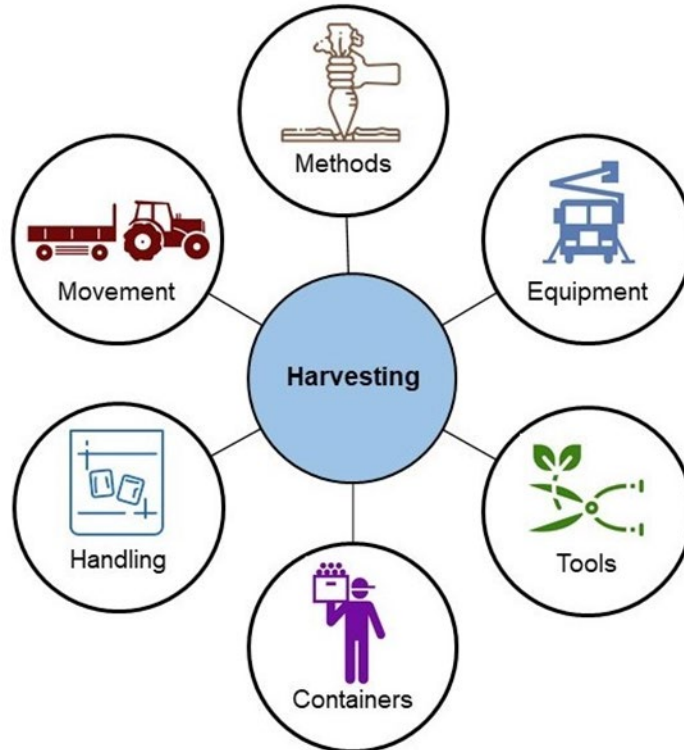 Methods
Movement
Equipment
Harvesting
Handling
Tools
Containers